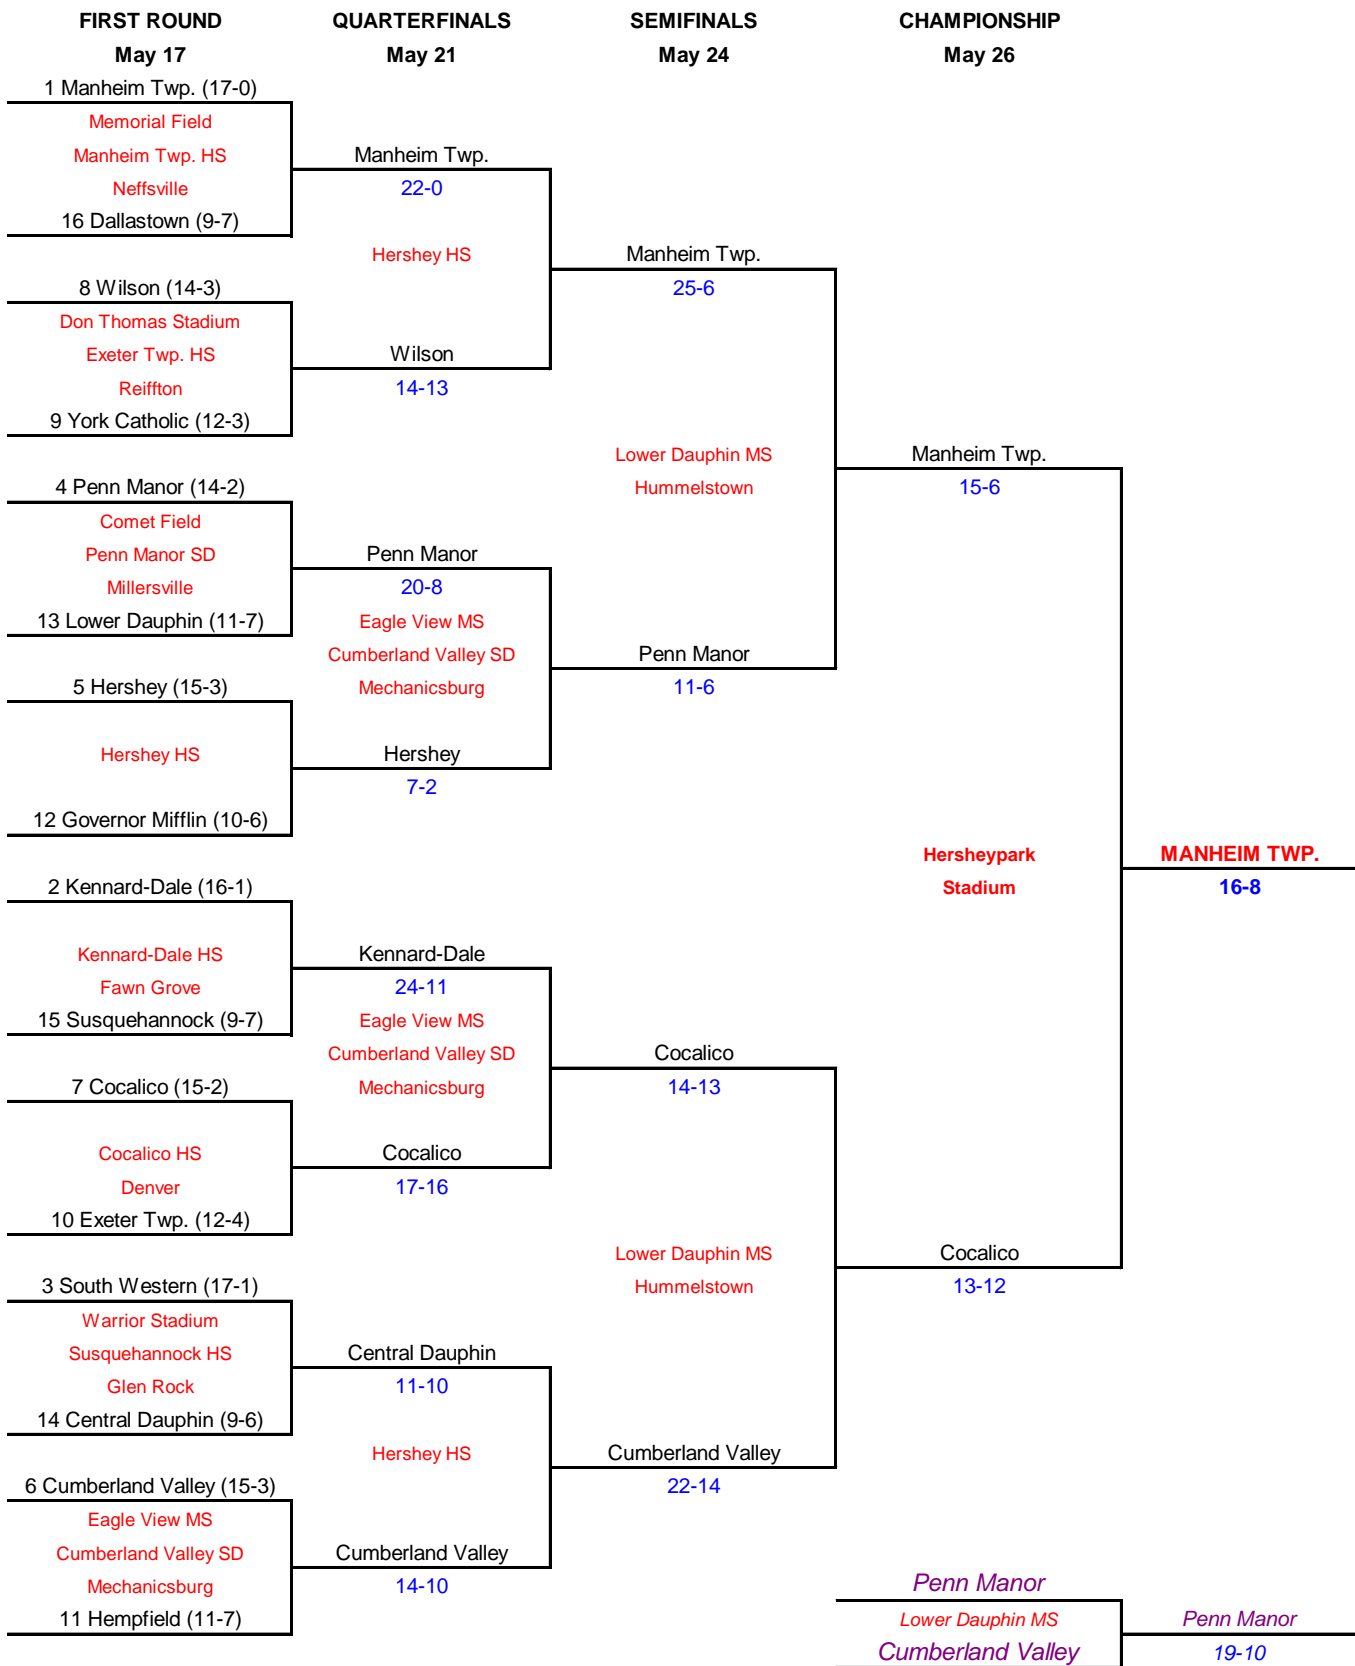 FIRST ROUND QUARTERFINALS SEMIFINALS CHAMPIONSHIP
May 17 May 21 May 24 May 26
1 Manheim Twp. (17-0)
Memorial Field
Manheim Twp. HS
Neffsville
16 Dallastown (9-7)
8 Wilson (14-3)
Don Thomas Stadium
Exeter Twp. HS
Reiffton
9 York Catholic (12-3)
4 Penn Manor (14-2)
Comet Field
Penn Manor SD
Millersville
13 Lower Dauphin (11-7)
5 Hershey (15-3)
Hershey HS
12 Governor Mifflin (10-6)
2 Kennard-Dale (16-1)
Kennard-Dale HS
Fawn Grove
15 Susquehannock (9-7)
7 Cocalico (15-2)
Cocalico HS
Denver
10 Exeter Twp. (12-4)
3 South Western (17-1)
Warrior Stadium
Susquehannock HS
Glen Rock
14 Central Dauphin (9-6)
6 Cumberland Valley (15-3)
Eagle View MS
Cumberland Valley SD
Mechanicsburg
11 Hempfield (11-7)
Manheim Twp.
22-0
Hershey HS
Wilson
14-13
Penn Manor
20-8
Eagle View MS
Cumberland Valley SD
Mechanicsburg
Hershey
7-2
Kennard-Dale
24-11
Eagle View MS
Cumberland Valley SD
Mechanicsburg
Cocalico
17-16
Central Dauphin
11-10
Hershey HS
Cumberland Valley
14-10
Manheim Twp.
25-6
Lower Dauphin MS
Hummelstown
Penn Manor
11-6
Cocalico
14-13
Lower Dauphin MS
Hummelstown
Cumberland Valley
22-14
Manheim Twp.
15-6
Hersheypark
Stadium
Cocalico
13-12
MANHEIM TWP.
16-8
Penn Manor
Lower Dauphin MS
Cumberland Valley
Penn Manor
19-10